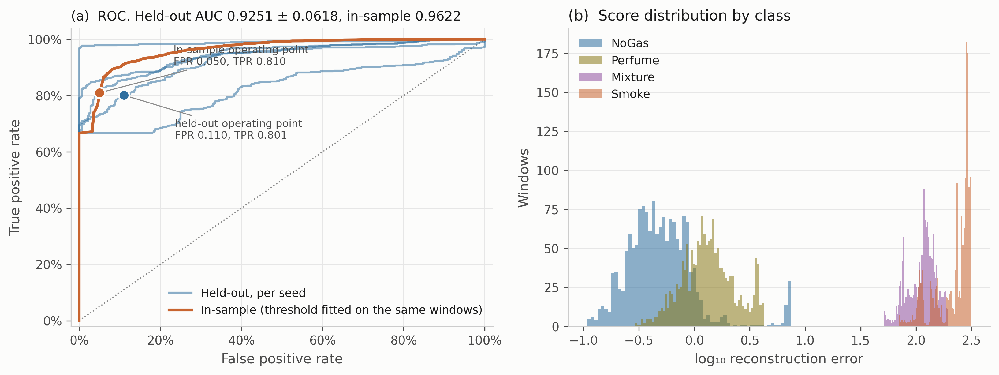 (a)  ROC. Held-out AUC 0.9251 ± 0.0618, in-sample 0.9622
True positive rate
100%
80%
60%
40%
20%
0%
in-sample operating point
FPR 0.050, TPR 0.810
held-out operating point
FPR 0.110, TPR 0.801
Held-out, per seed
In-sample (threshold fitted on the same windows)
0% 20% 40% 60% 80% 100%
False positive rate
(b)  Score distribution by class
Windows
175
150
125
100
75
50
25
0
NoGas
Perfume
Mixture
Smoke
−1.0 −0.5 0.0 0.5 1.0 1.5 2.0 2.5
log₁₀ reconstruction error